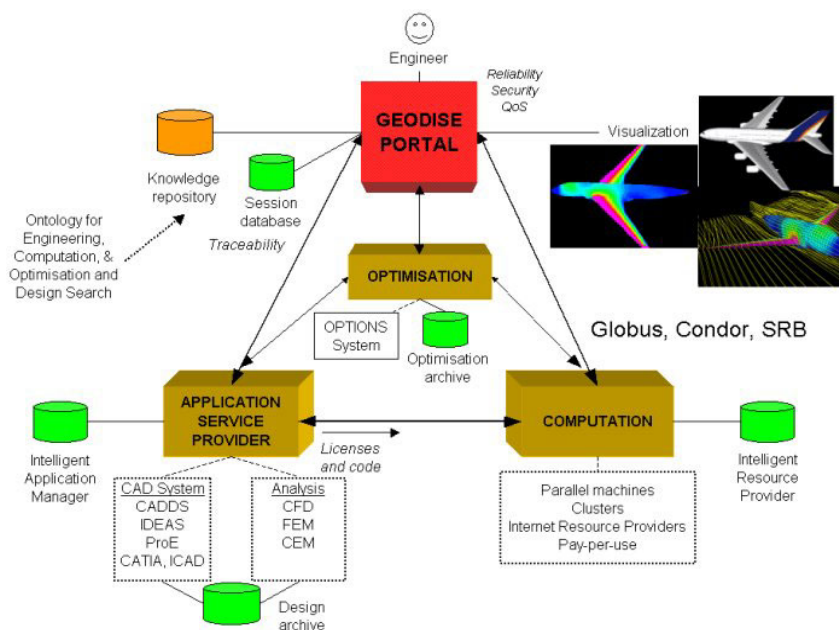 Engineer
Reliability
Security
QoS
GEODISE
PORTAL
Visualization
Knowledge
repository
Session
database
Traceability
Ontology for
Engineering,
Computation, &
Optimisation and
Design Search
OPTIMISATION
OPTIONS
System
Optimisation
archive
Globus, Condor, SRB
APPLICATION
SERVICE
PROVIDER
COMPUTATION
Licenses
and code
Intelligent
Application
Manager
Intelligent
Resource
Provider
CAD System
CADDS
IDEAS
ProE
CATIA, ICAD
Analysis
CFD
FEM
CEM
Parallel machines
Clusters
Internet Resource Providers
Pay-per-use
Design
archive